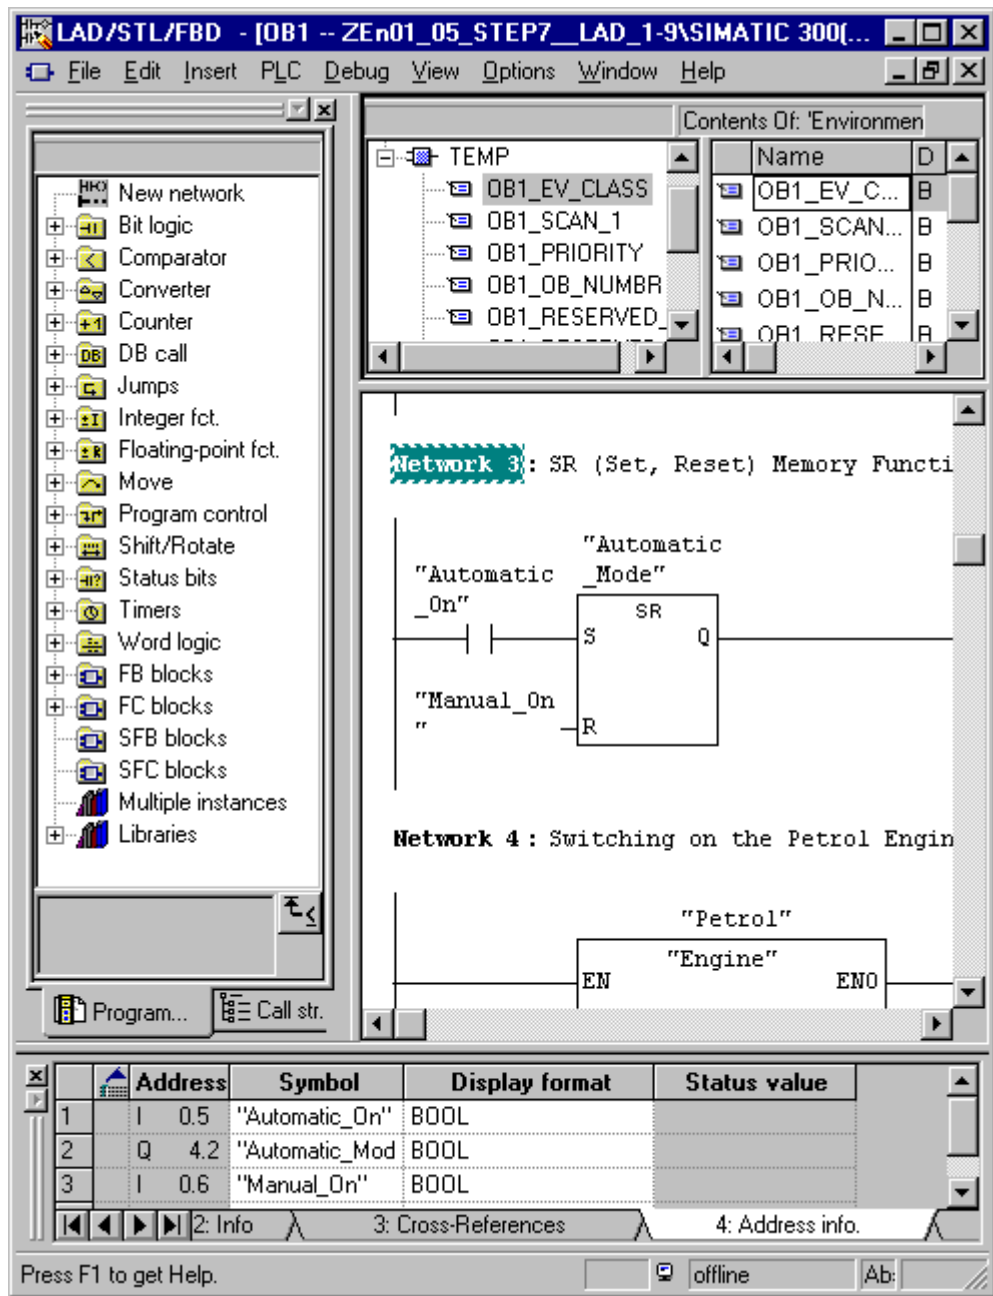 LAD/STL/FBD - [OB1 -- ZEn01_05_STEP7__LAD_1-9\SIMATIC 300(...
File Edit Insert PLC Debug View Options Window Help
Contents Of: 'Environmen
TEMP
OB1_EV_CLASS
OB1_SCAN_1
OB1_PRIORITY
OB1_OB_NUMBR
OB1_RESERVED_
Name D
OB1_EV_C... B
OB1_SCAN... B
OB1_PRIO... B
OB1_OB_N... B
OB1_RESE B
New network
Bit logic
Comparator
Converter
Counter
DB call
Jumps
Integer fct.
Floating-point fct.
Move
Program control
Shift/Rotate
Status bits
Timers
Word logic
FB blocks
FC blocks
SFB blocks
SFC blocks
Multiple instances
Libraries
Program... Call str.
Network 3: SR (Set, Reset) Memory Functi
"Automatic
_On"
"Automatic
_Mode"
SR
S Q
"Manual_On
"
R
Network 4 : Switching on the Petrol Engin
"Petrol"
"Engine"
EN ENO
Address Symbol Display format Status value
1 I 0.5 "Automatic_On" BOOL
2 Q 4.2 "Automatic_Mod BOOL
3 I 0.6 "Manual_On" BOOL
2: Info 3: Cross-References 4: Address info.
Press F1 to get Help. offline Ab: